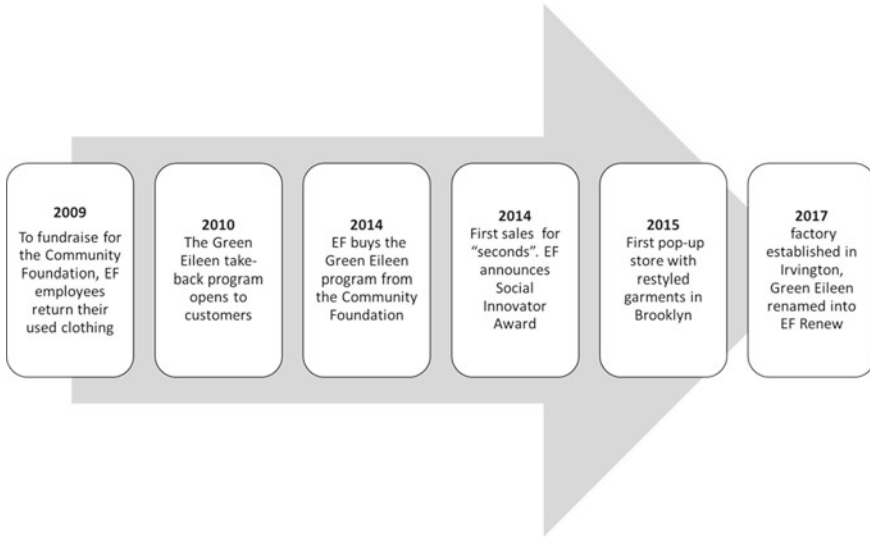 2009
To fundraise for
the Community
Foundation, EF
employees
return their
used clothing
2010
The Green
Eileen take-
back program
opens to
customers
2014
EF buys the
Green Eileen
program from
the Community
Foundation
2014
First sales for
“seconds”. EF
announces
Social
Innovator
Award
2015
First pop-up
store with
restyled
garments in
Brooklyn
2017
factory
established in
Irvington,
Green Eileen
renamed into
EF Renew